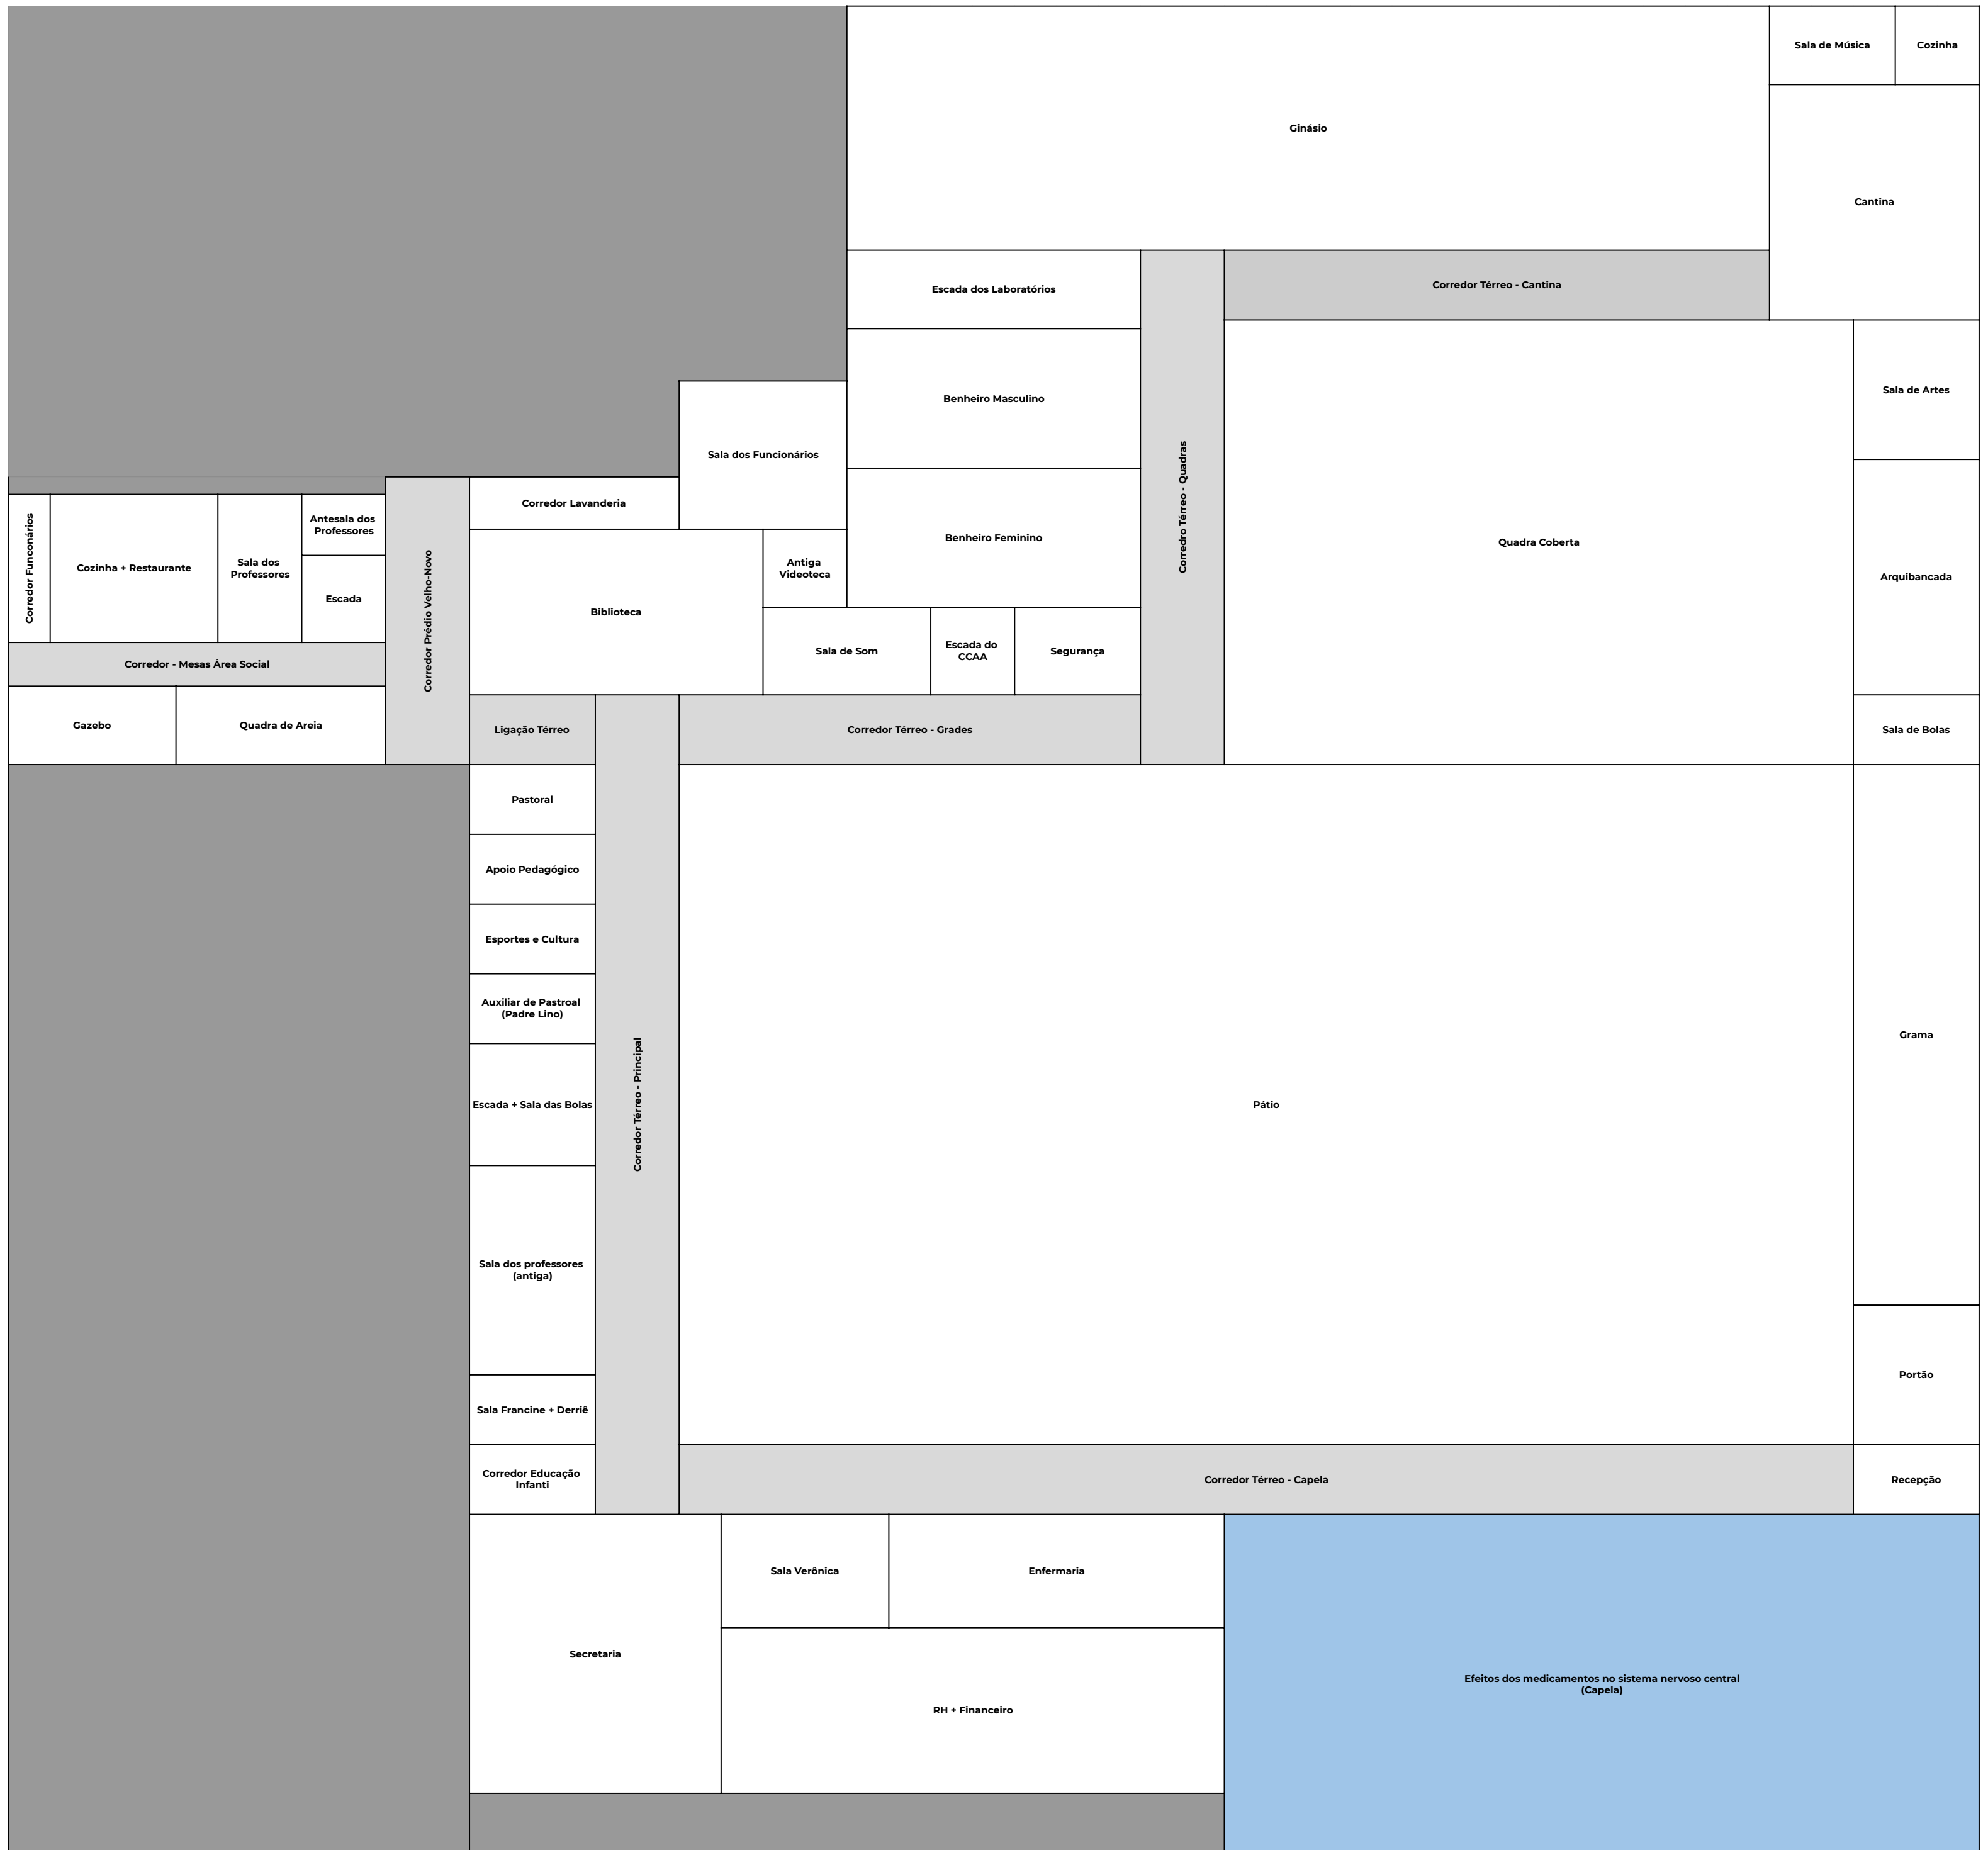 Sala de Música
Cozinha
Ginásio
Cantina
Escada dos Laboratórios
Corredor Térreo - Cantina
Benheiro Masculino
Sala de Artes
Sala dos Funcionários
Corredro Térreo - Quadras
Corredor Lavanderia
Corredor Funconários
Cozinha + Restaurante
Sala dos
Professores
Antesala dos
Professores
Escada
Corredor Prédio Velho-Novo
Biblioteca
Antiga
Videoteca
Benheiro Feminino
Quadra Coberta
Arquibancada
Sala de Som
Escada do
CCAA
Segurança
Corredor - Mesas Área Social
Gazebo
Quadra de Areia
Ligação Térreo
Corredor Térreo - Grades
Sala de Bolas
Pastoral
Apoio Pedagógico
Esportes e Cultura
Auxiliar de Pastroal
(Padre Lino)
Escada + Sala das Bolas
Corredor Térreo - Principal
Pátio
Grama
Sala dos professores
(antiga)
Portão
Sala Francine + Derriê
Corredor Educação
Infanti
Corredor Térreo - Capela
Recepção
Secretaria
Sala Verônica
Enfermaria
RH + Financeiro
Efeitos dos medicamentos no sistema nervoso central
(Capela)